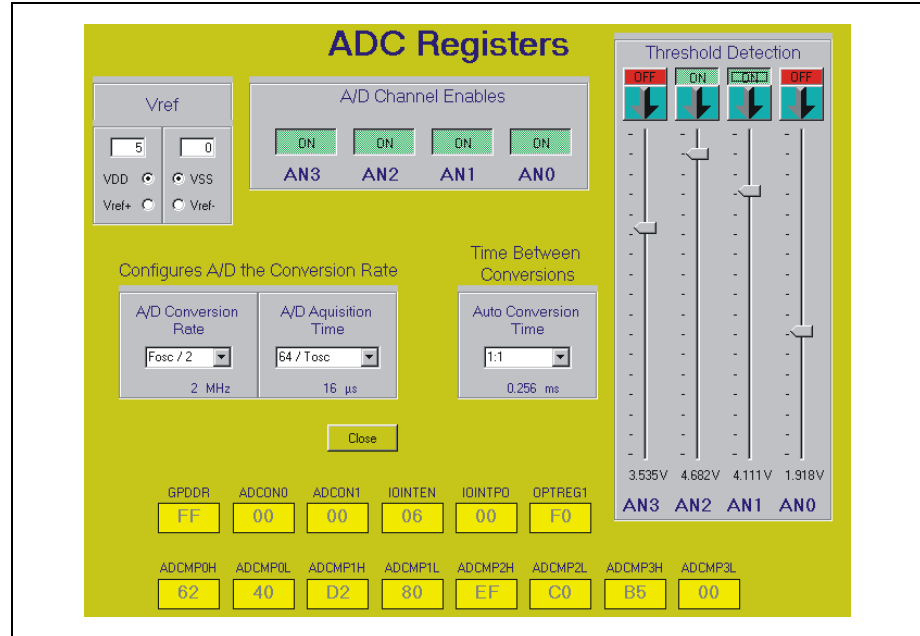 ADC Registers
Vref
5 0
VDD VSS
Vref+ Vref-
A/D Channel Enables
ON ON ON ON
AN3 AN2 AN1 AN0
Threshold Detection
OFF ON ON OFF
3.535V 4.682V 4.111V 1.918V
AN3 AN2 AN1 AN0
Configures A/D the Conversion Rate
A/D Conversion Rate
Fosc / 2
2 MHz
A/D Aquisition Time
64 / Tosc
16 µs
Time Between
Conversions
Auto Conversion
Time
1:1
0.256 ms
Close
GPDDR ADCON0 ADCON1 IOINTEN IOINTPO OPTREG1
FF 00 00 06 00 F0
ADCMP0H ADCMP0L ADCMP1H ADCMP1L ADCMP2H ADCMP2L ADCMP3H ADCMP3L
62 40 D2 80 EF C0 B5 00